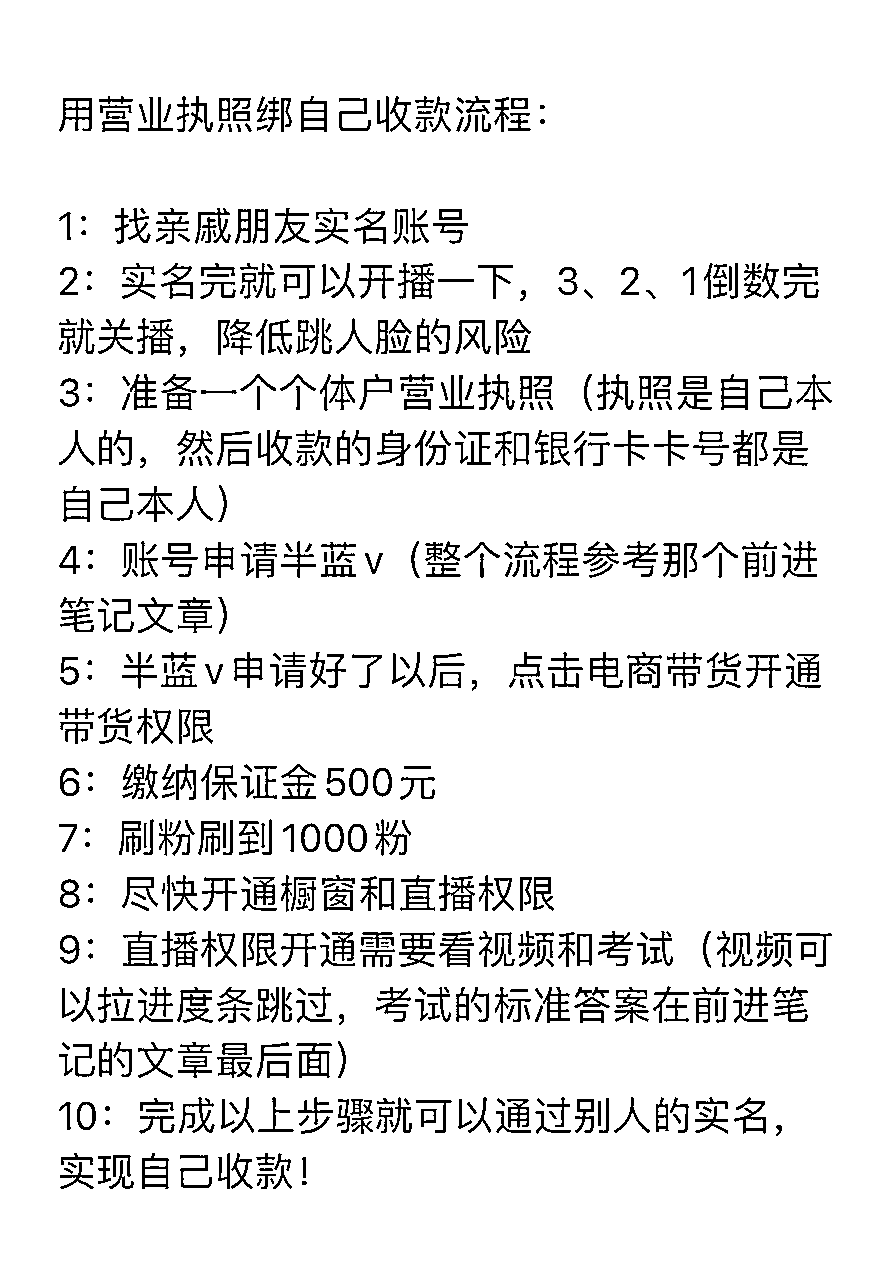 用营业执照绑自己收款流程：
1：找亲戚朋友实名账号
2：实名完就可以开播一下，3、2、1倒数完
就关播，降低跳人脸的风险
3：准备一个个体户营业执照（执照是自己本
人的，然后收款的身份证和银行卡卡号都是
自己本人）
4：账号申请半蓝v（整个流程参考那个前进
笔记文章）
5：半蓝v申请好了以后，点击电商带货开通
带货权限
6：缴纳保证金500元
7：刷粉刷到1000粉
8：尽快开通橱窗和直播权限
9：直播权限开通需要看视频和考试（视频可
以拉进度条跳过，考试的标准答案在前进笔
记的文章最后面）
10：完成以上步骤就可以通过别人的实名，
实现自己收款！